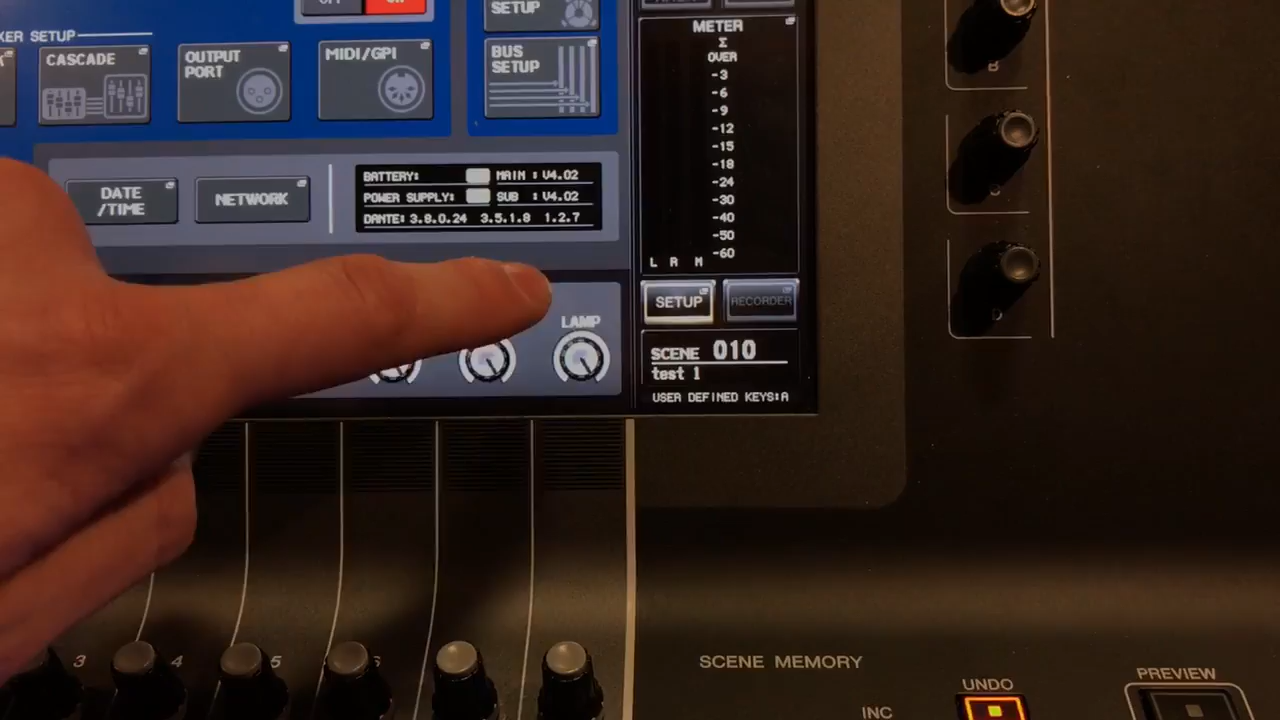 SETUP
XER SETUP
CASCADE
OUTPUT
PORT
MIDI/GPI
BUS
SETUP
DATE
/TIME
NETWORK
BATTERY:
MAIN : V4.02
POWER SUPPLY:
SUB : V4.02
DANTE: 3.8.0.24 3.5.1.8 1.2.7
LAMP
METER
Σ
OVER
-3
-6
-9
-12
-15
-18
-24
-30
-40
-50
-60
L R M
SETUP
RECORDER
SCENE 010
test 1
USER DEFINED KEYS:A
B
C
D
3
4
5
6
SCENE MEMORY
UNDO
PREVIEW
INC